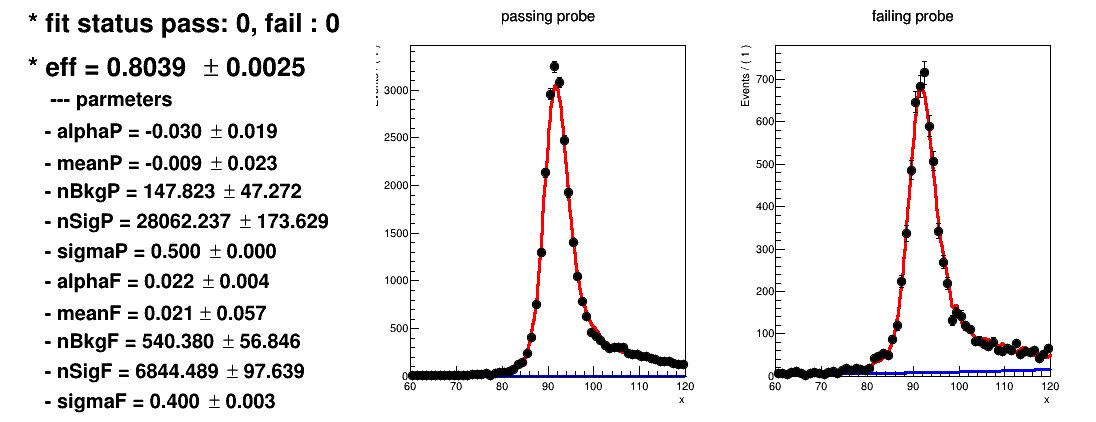 * fit status pass: 0, fail : 0
* eff = 0.8039 ± 0.0025
--- parmeters
- alphaP = -0.030 ± 0.019
- meanP = -0.009 ± 0.023
- nBkgP = 147.823 ± 47.272
- nSigP = 28062.237 ± 173.629
- sigmaP = 0.500 ± 0.000
- alphaF = 0.022 ± 0.004
- meanF = 0.021 ± 0.057
- nBkgF = 540.380 ± 56.846
- nSigF = 6844.489 ± 97.639
- sigmaF = 0.400 ± 0.003
passing probe
3000
2500
2000
1500
1000
500
0
60 70 80 90 100 110 120
x
failing probe
Events / ( 1 )
700
600
500
400
300
200
100
0
60 70 80 90 100 110 120
x